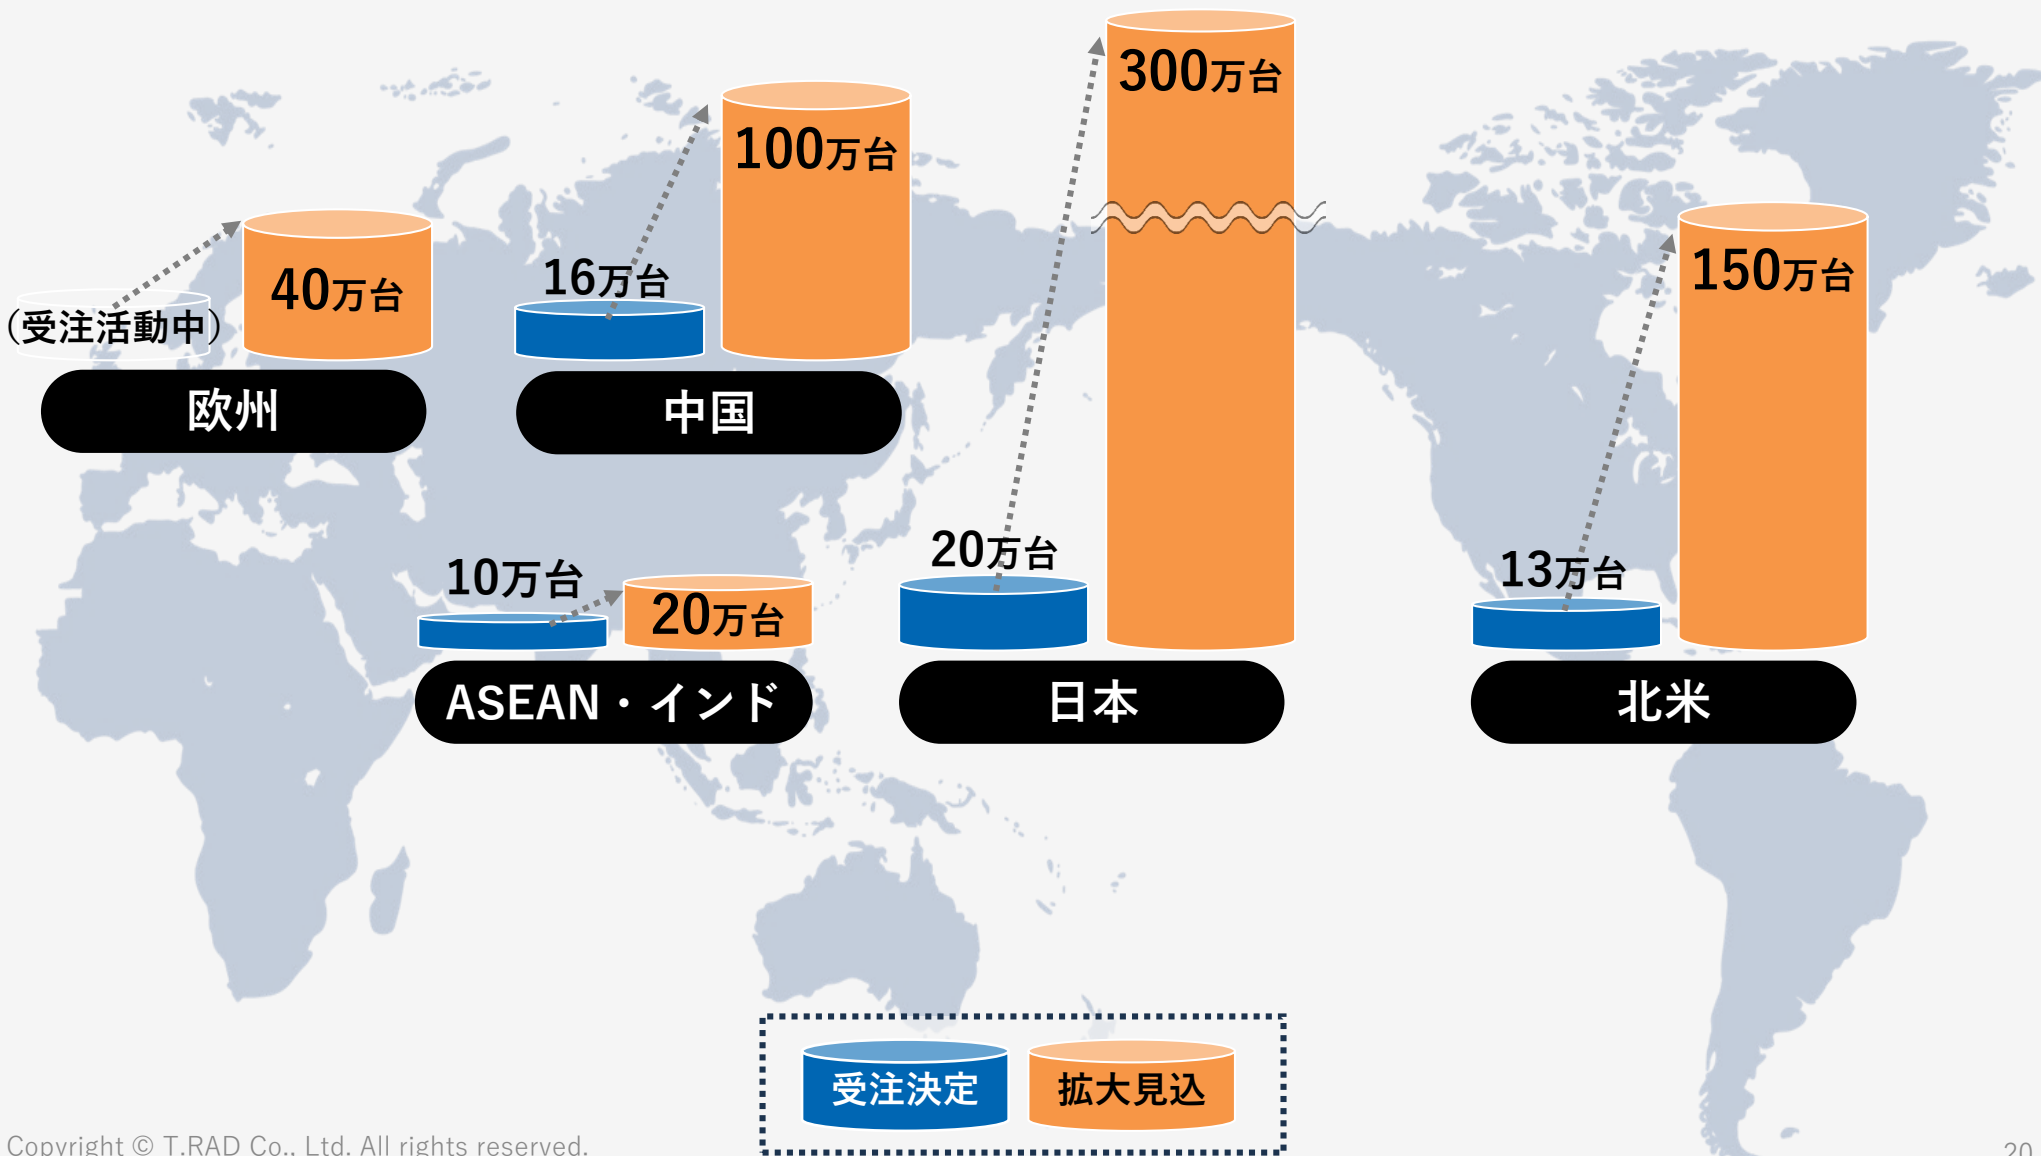 300万台
100万台
150万台
16万台
40万台
（受注活動中）
欧州
中国
20万台
13万台
10万台
20万台
ASEAN・インド
日本
北米
受注決定
拡大見込
Copyright © T.RAD Co., Ltd. All rights reserved.
20